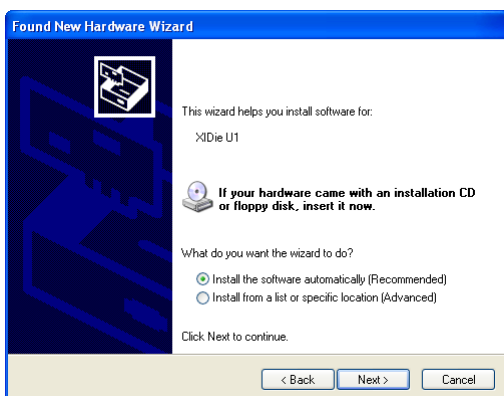 Found New Hardware Wizard
This wizard helps you install software for:
XIDie U1
If your hardware came with an installation CD
or floppy disk, insert it now.
What do you want the wizard to do?
Install the software automatically (Recommended)
Install from a list or specific location (Advanced)
Click Next to continue.
< Back Next > Cancel